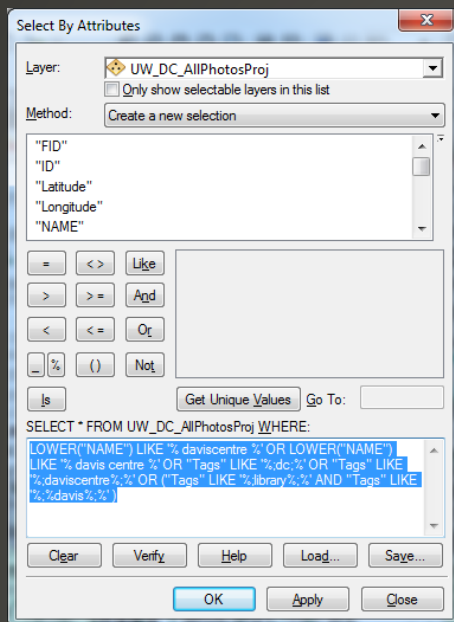 Select By Attributes
Layer: UW_DC_AllPhotosProj
Only show selectable layers in this list
Method: Create a new selection
"FID"
"ID"
"Latitude"
"Longitude"
"NAME"
= < > Like
> > = And
< < = Or
_ % ( ) Not
Is Get Unique Values Go To:
SELECT * FROM UW_DC_AllPhotosProj WHERE:
LOWER("NAME") LIKE '% daviscentre %' OR LOWER("NAME")
LIKE '% davis centre %' OR "Tags" LIKE '%;dc;%' OR "Tags" LIKE
'%;daviscentre%;%' OR ("Tags" LIKE '%;library%;%' AND "Tags" LIKE
'%;%davis%;%' )
Clear Verify Help Load... Save...
OK Apply Close